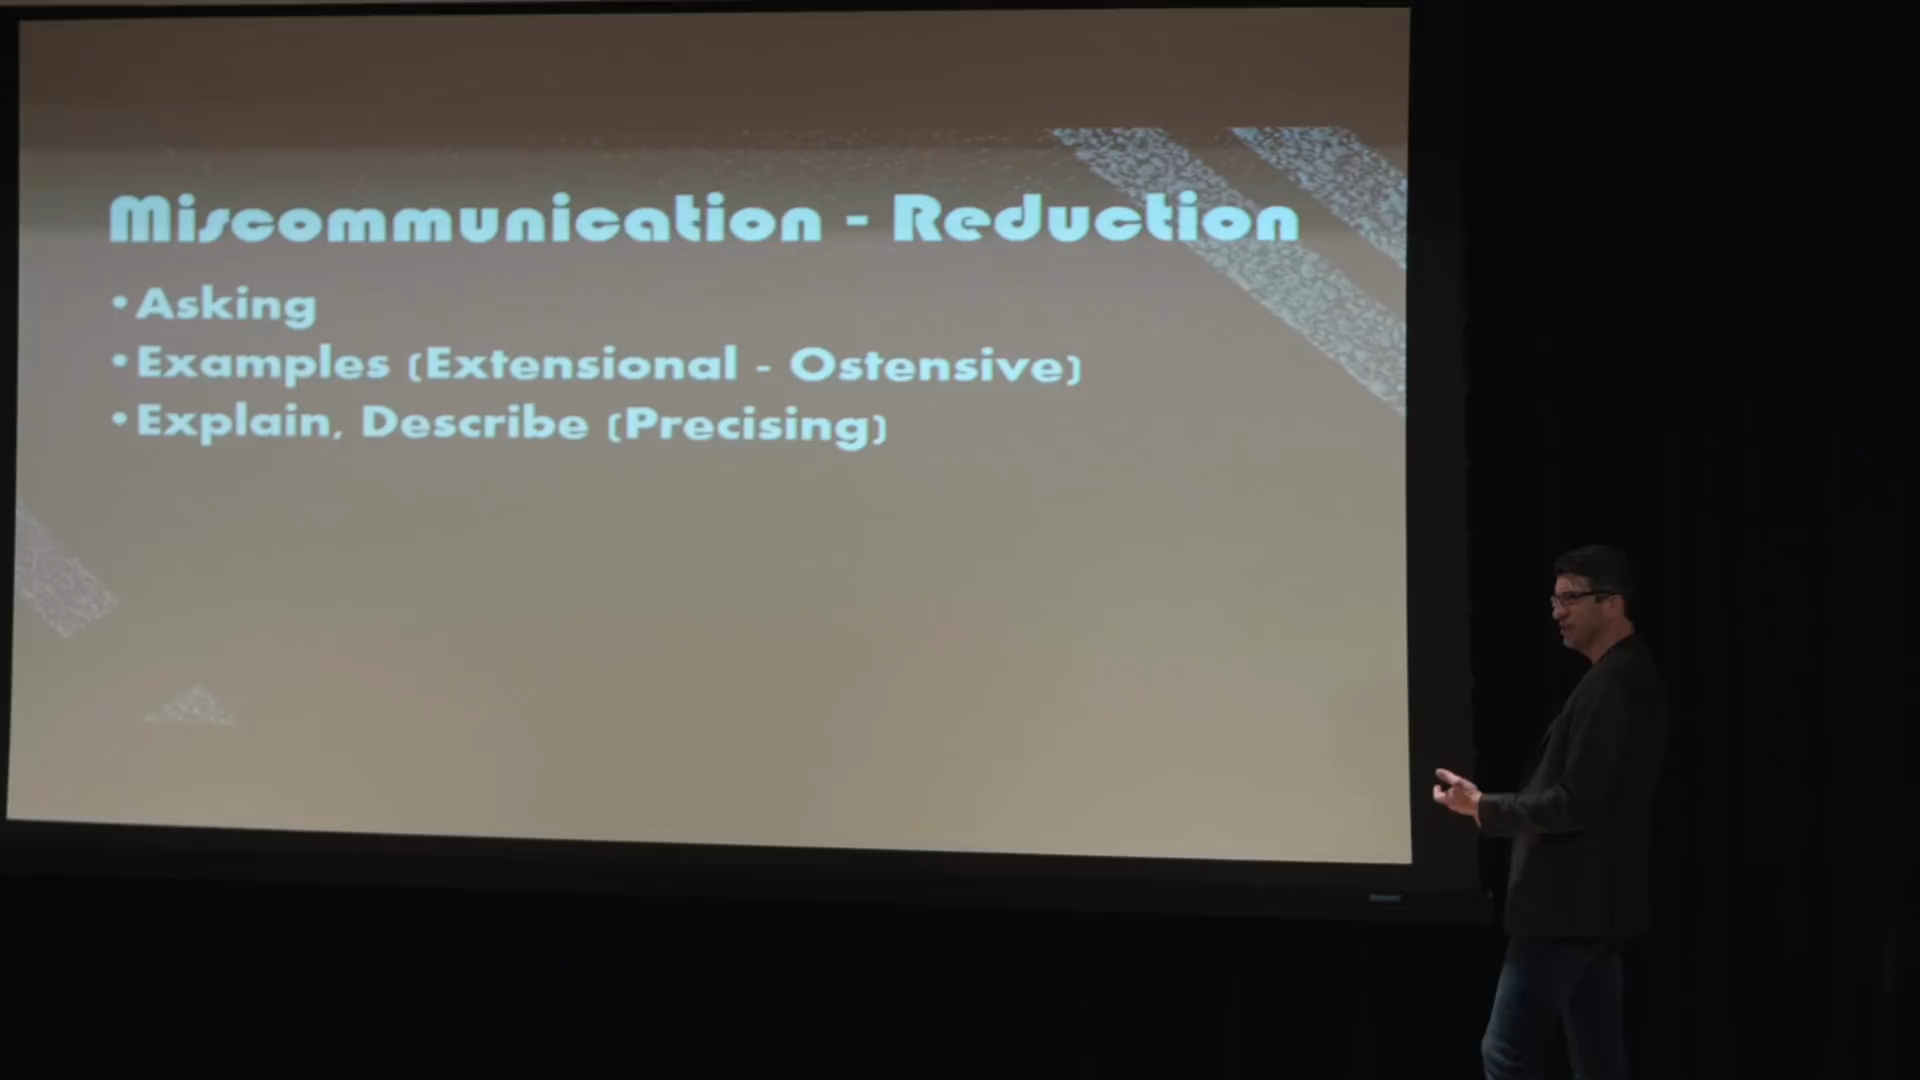 Miscommunication - Reduction
• Asking
• Examples (Extensional - Ostensive)
• Explain, Describe (Precising)